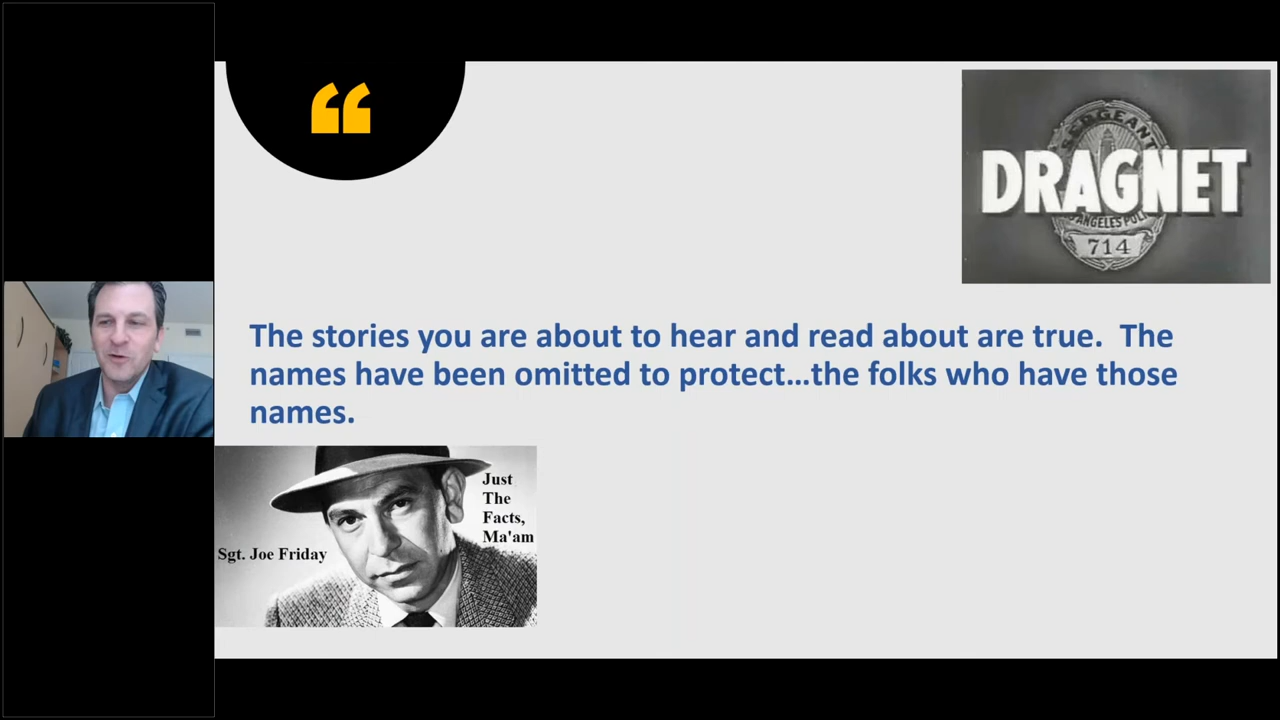 “
SERGEANT
DRAGNET
714
The stories you are about to hear and read about are true.  The
names have been omitted to protect…the folks who have those
names.
Just
The
Facts,
Ma'am
Sgt. Joe Friday